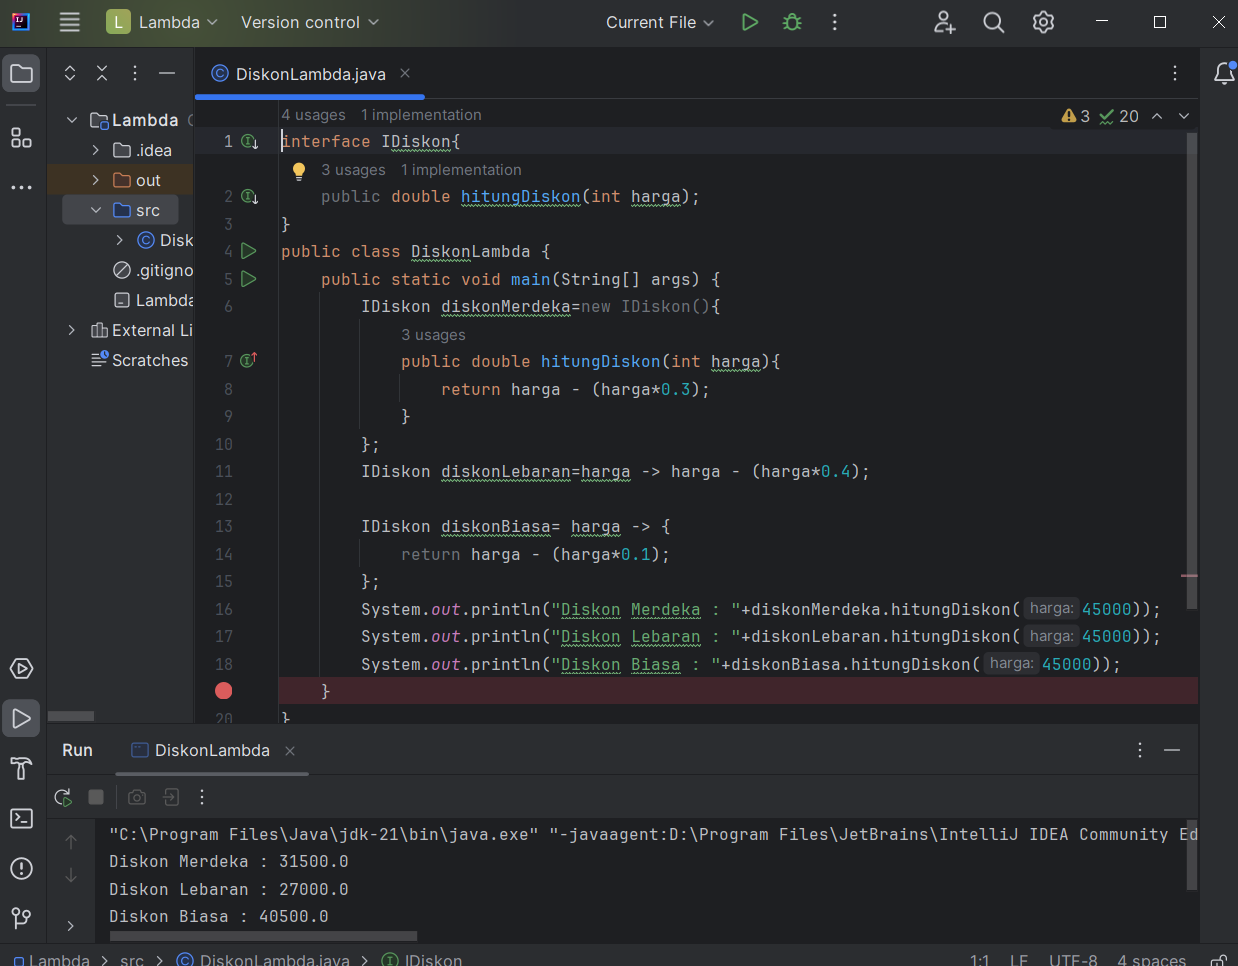 L Lambda Version control Current File
DiskonLambda.java
Lambda
.idea
out
src
Disk
.gitigno
Lambda
External Li
Scratches
4 usages 1 implementation
3 20
1 interface IDiskon{
3 usages 1 implementation
2 public double hitungDiskon(int harga);
3 }
4 public class DiskonLambda {
5 public static void main(String[] args) {
6 IDiskon diskonMerdeka=new IDiskon(){
3 usages
7 public double hitungDiskon(int harga){
8 return harga - (harga*0.3);
9 }
10 };
11 IDiskon diskonLebaran=harga -> harga - (harga*0.4);
12
13 IDiskon diskonBiasa= harga -> {
14 return harga - (harga*0.1);
15 };
16 System.out.println("Diskon Merdeka : "+diskonMerdeka.hitungDiskon( harga: 45000));
17 System.out.println("Diskon Lebaran : "+diskonLebaran.hitungDiskon( harga: 45000));
18 System.out.println("Diskon Biasa : "+diskonBiasa.hitungDiskon( harga: 45000));
}
20 }
Run DiskonLambda
"C:\Program Files\Java\jdk-21\bin\java.exe" "-javaagent:D:\Program Files\JetBrains\IntelliJ IDEA Community Ed
Diskon Merdeka : 31500.0
Diskon Lebaran : 27000.0
Diskon Biasa : 40500.0
Lambda > src > DiskonLambda.java > IDiskon 1:1 LF UTF-8 4 spaces